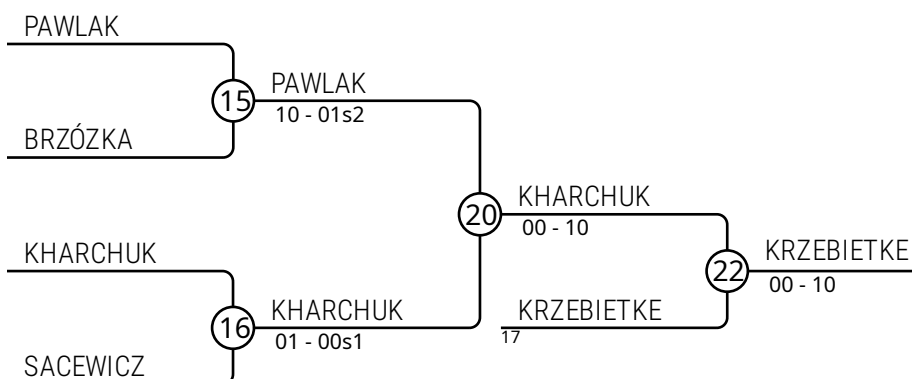 PAWLAK
15
PAWLAK
10 - 01s2
BRZÓZKA
20
KHARCHUK
00 - 10
KHARCHUK
16
KHARCHUK
01 - 00s1
SACEWICZ
22
KRZEBIETKE
00 - 10
KRZEBIETKE
17